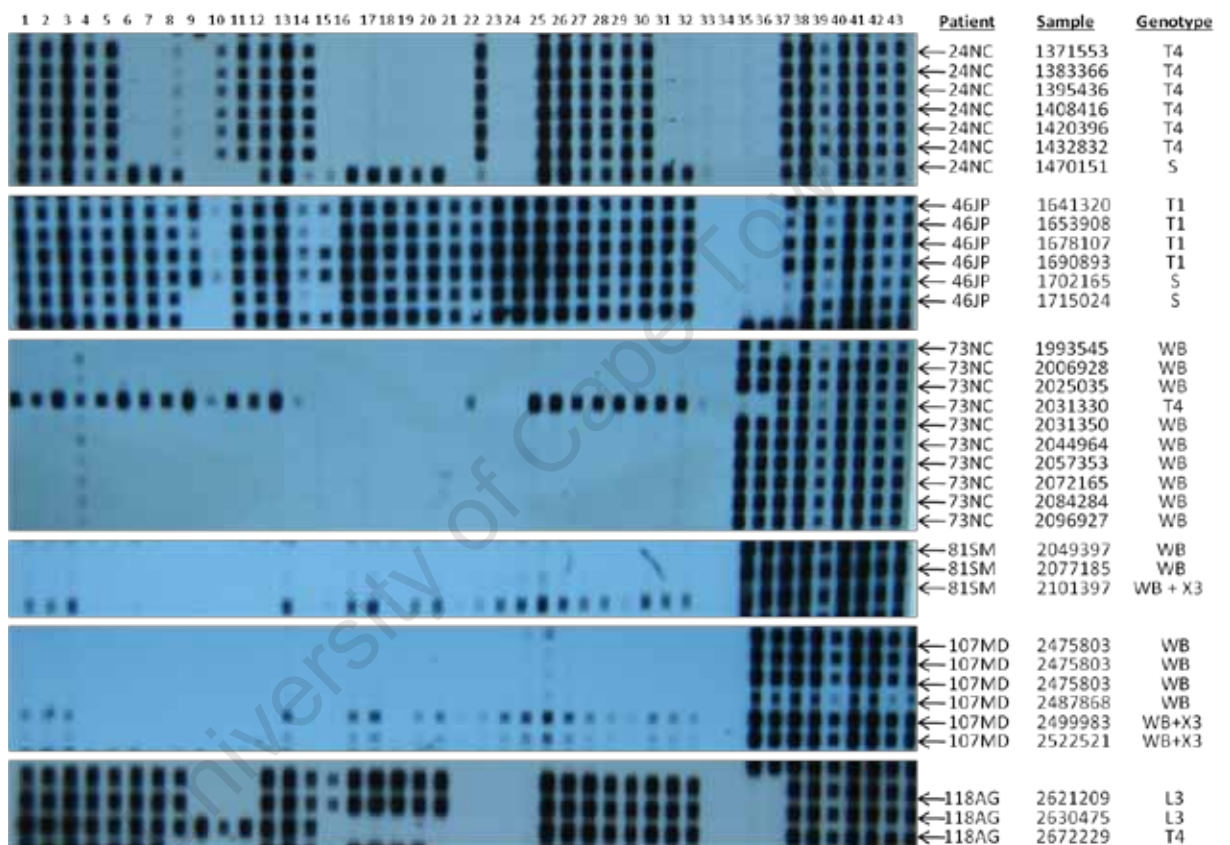 1 2 3 4 5 6 7 8 9 10 11 12 13 14 15 16 17 18 19 20 21 22 23 24 25 26 27 28 29 30 31 32 33 34 35 36 37 38 39 40 41 42 43 Patient Sample Genotype
24NC 1371553 T4
24NC 1383366 T4
24NC 1395436 T4
24NC 1408416 T4
24NC 1420396 T4
24NC 1432832 T4
24NC 1470151 S
46JP 1641320 T1
46JP 1653908 T1
46JP 1678107 T1
46JP 1690893 T1
46JP 1702165 S
46JP 1715024 S
73NC 1993545 WB
73NC 2006928 WB
73NC 2025035 WB
73NC 2031330 T4
73NC 2031350 WB
73NC 2044964 WB
73NC 2057353 WB
73NC 2072165 WB
73NC 2084284 WB
73NC 2096927 WB
81SM 2049397 WB
81SM 2077185 WB
81SM 2101397 WB + X3
107MD 2475803 WB
107MD 2475803 WB
107MD 2475803 WB
107MD 2487868 WB
107MD 2499983 WB+X3
107MD 2522521 WB+X3
118AG 2621209 L3
118AG 2630475 L3
118AG 2672229 T4
University of Cape Town